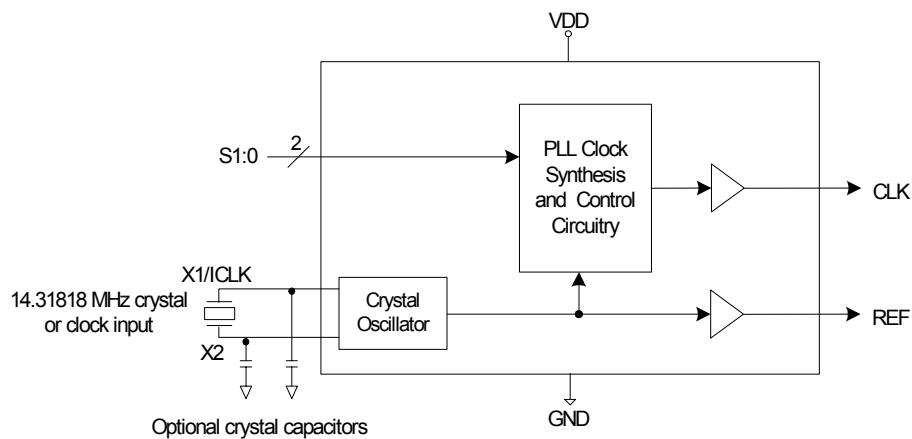 VDD
S1:0
2
PLL Clock
Synthesis
and Control
Circuitry
CLK
X1/ICLK
14.31818 MHz crystal
or clock input
X2
Crystal
Oscillator
REF
Optional crystal capacitors
GND